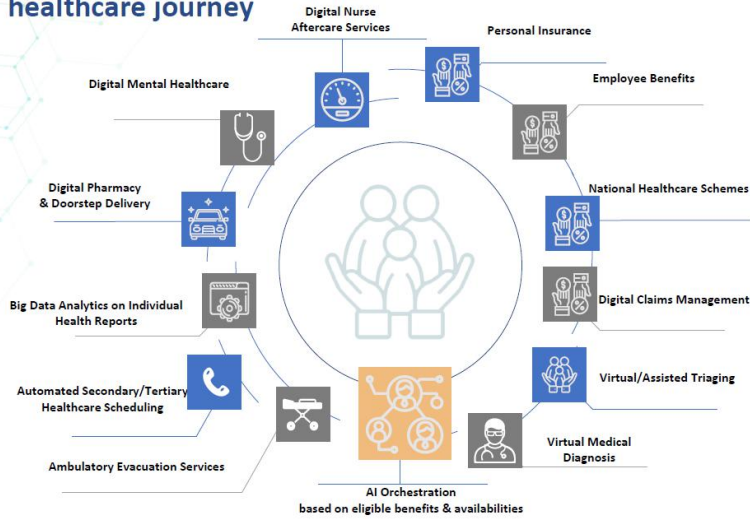 healthcare journey
Digital Nurse
Aftercare Services
Personal Insurance
Employee Benefits
Digital Mental Healthcare
National Healthcare Schemes
Digital Pharmacy
& Doorstep Delivery
Digital Claims Management
Big Data Analytics on Individual
Health Reports
Virtual/Assisted Triaging
Automated Secondary/Tertiary
Healthcare Scheduling
Virtual Medical
Diagnosis
Ambulatory Evacuation Services
AI Orchestration
based on eligible benefits & availabilities